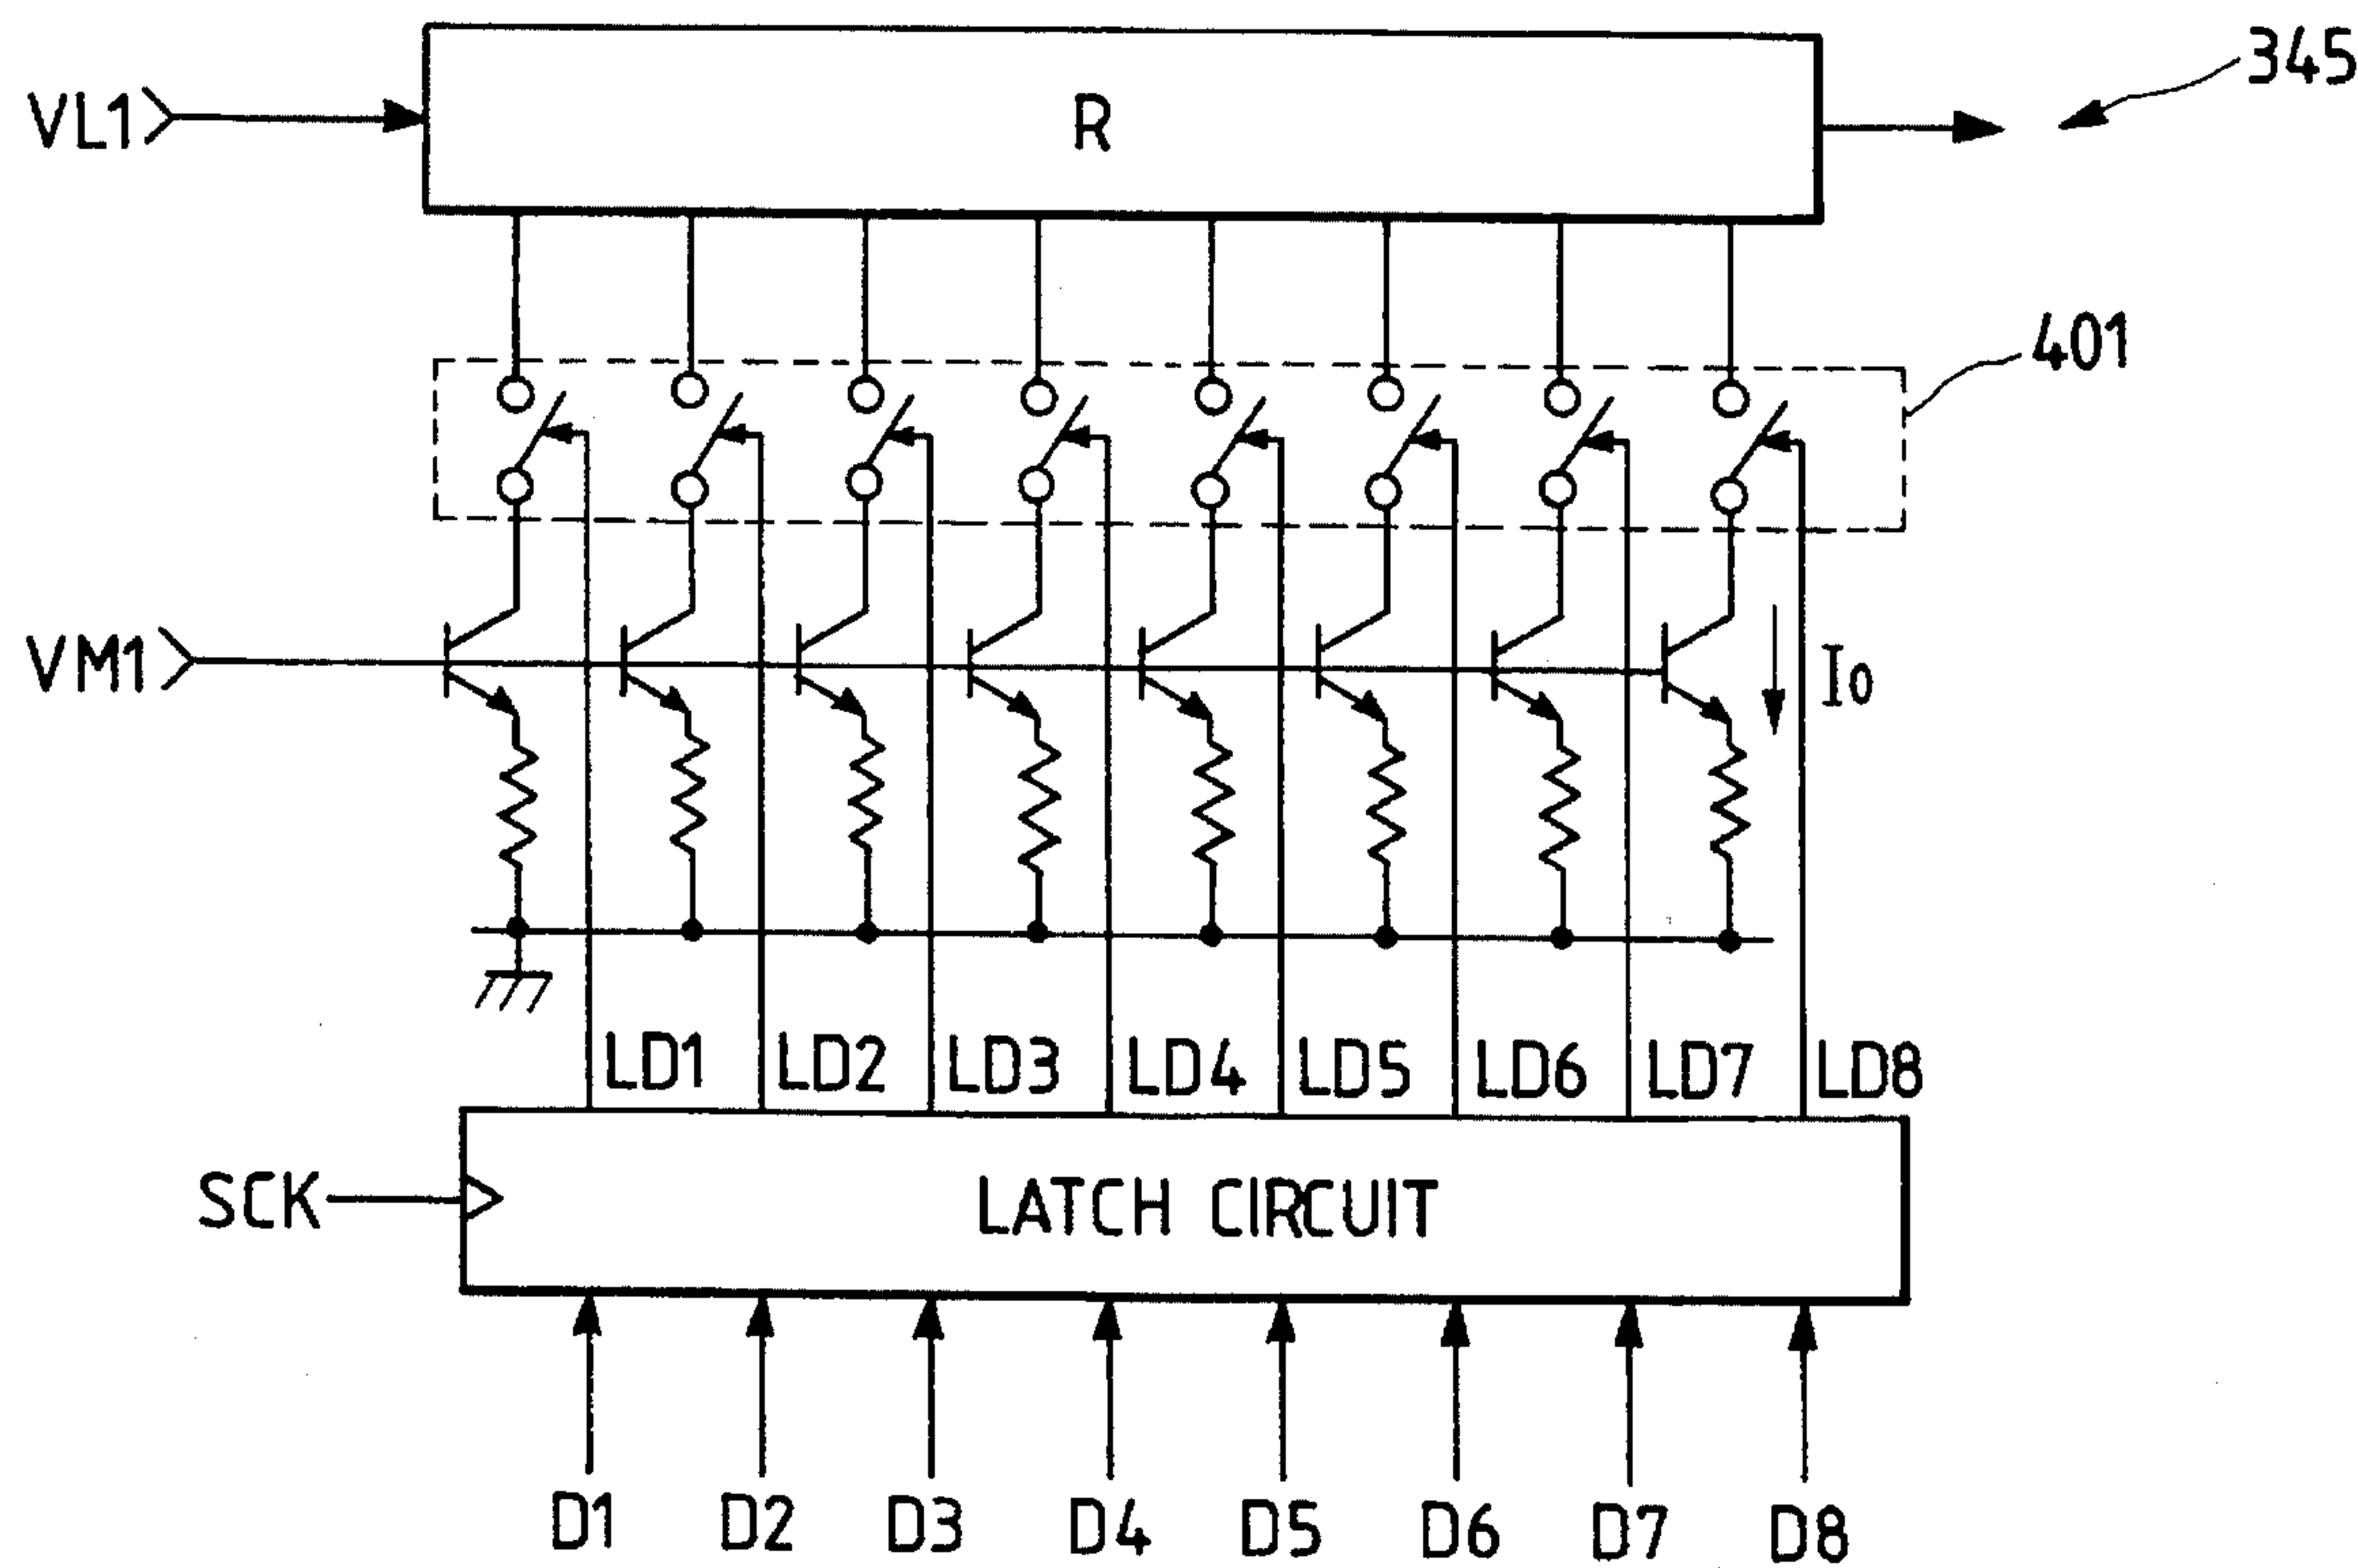 345
VL1
R
401
VM1
I0
LD1 LD2 LD3 LD4 LD5 LD6 LD7 LD8
SCK
LATCH CIRCUIT
D1 D2 D3 D4 D5 D6 D7 D8